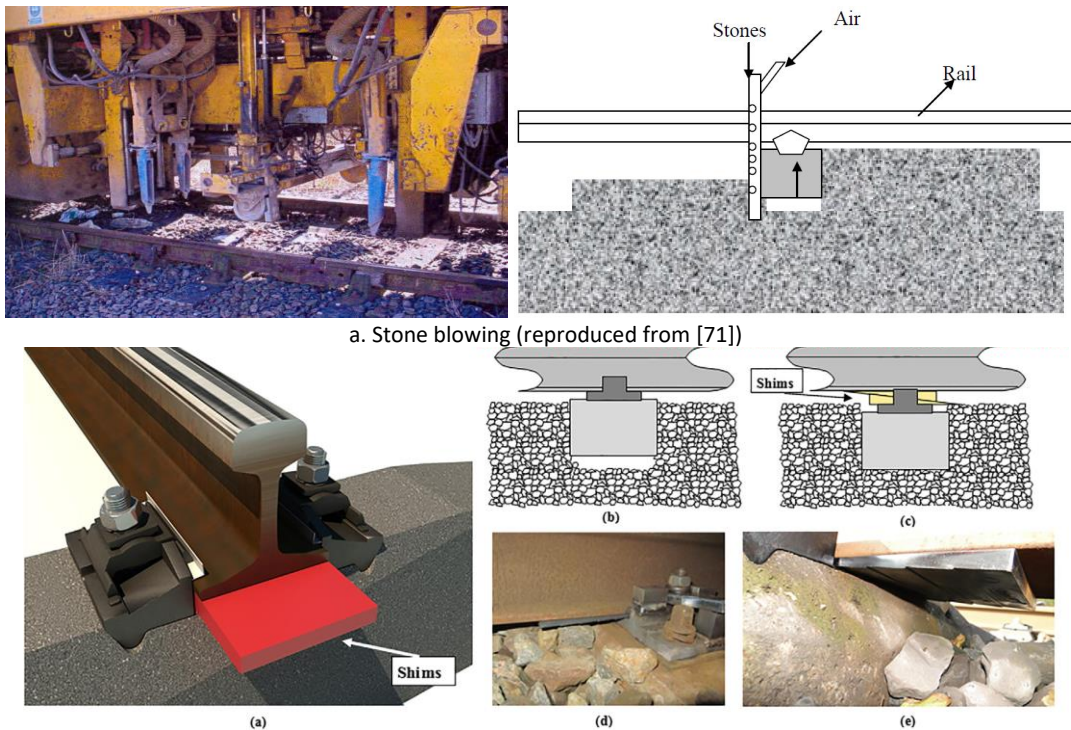 Stones
Air
Rail
a. Stone blowing (reproduced from [71])
Shims
(a)
Shims
(b)
(c)
(d)
(e)